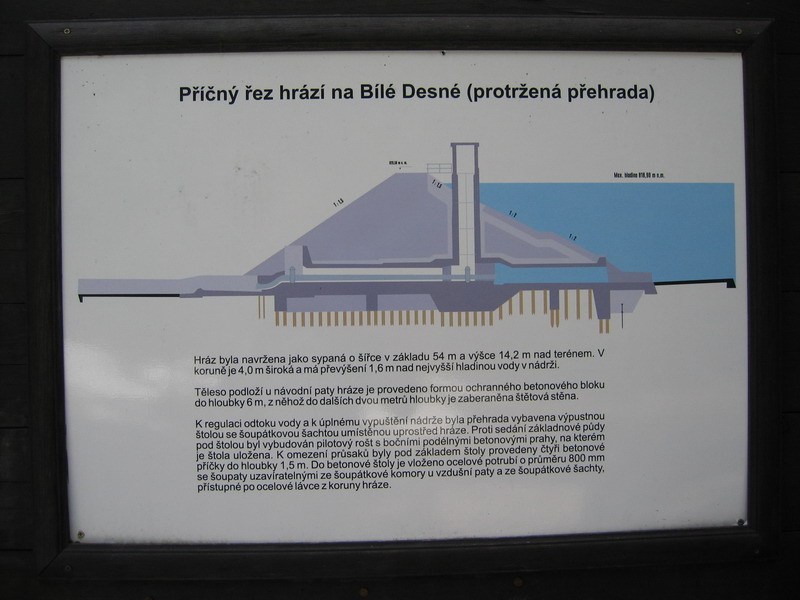 Příčný řez hrází na Bílé Desné (protržená přehrada)
Max. hladina
Hráz byla navržena jako sypaná o šířce v základu 54 m a výšce 14,2 m nad terénem. V
koruně je 4,0 m široká a má převýšení 1,6 m nad nejvyšší hladinou vody v nádrži.
Těleso podloží u návodní paty hráze je provedeno formou ochranného betonového bloku
do hloubky 6 m, z něhož do dalších dvou metrů hloubky je zaberaněna štětová stěna.
K regulaci odtoku vody a k úplnému vypuštění nádrže byla přehrada vybavena výpustnou
štolou se šoupátkovou šachtou umístěnou uprostřed hráze. Proti sedání základnové půdy
pod štolou byl vybudován pilotový rošt s bočními podélnými betonovými prahy, na kterém
je štola uložena. K omezení průsaků byly pod základem štoly provedeny čtyři betonové
příčky do hloubky 1,5 m. Do betonové štoly je vloženo ocelové potrubí o průměru 800 mm
se šoupaty uzavíratelnými ze šoupátkové komory u vzdušní paty a ze šoupátkové šachty,
přístupné po ocelové lávce z koruny hráze.